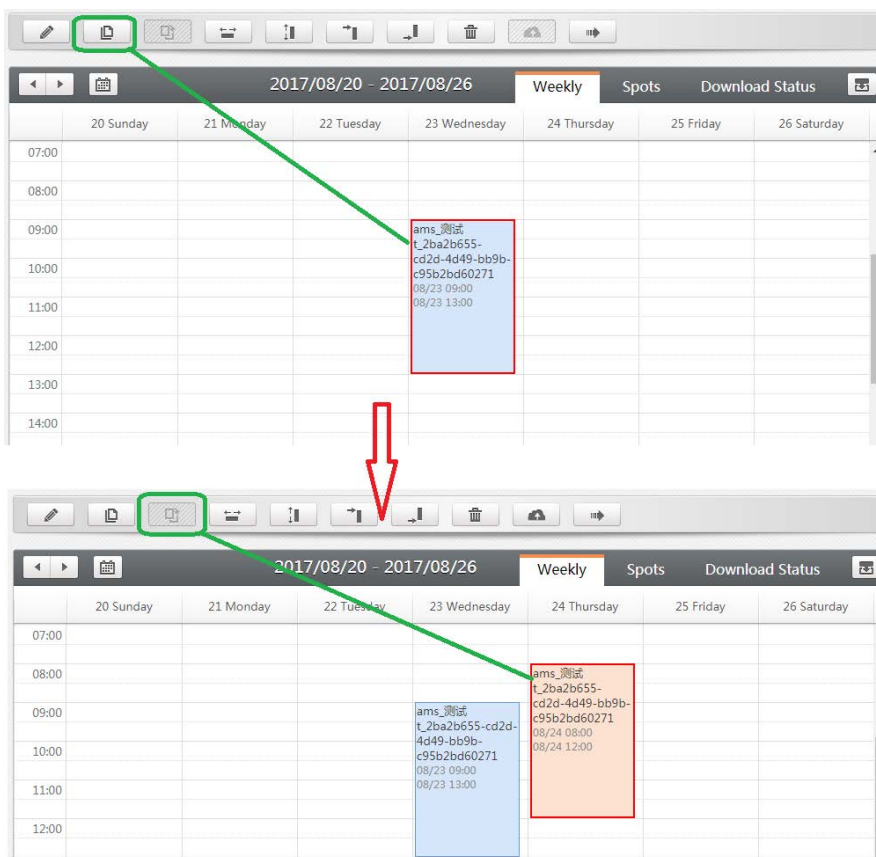 2017/08/20 - 2017/08/26 Weekly Spots Download Status
20 Sunday 21 Monday 22 Tuesday 23 Wednesday 24 Thursday 25 Friday 26 Saturday
07:00
08:00
09:00
10:00
11:00
12:00
13:00
14:00
ams_测试
t_2ba2b655-
cd2d-4d49-bb9b-
c95b2bd60271
08/23 09:00
08/23 13:00
2017/08/20 - 2017/08/26 Weekly Spots Download Status
20 Sunday 21 Monday 22 Tuesday 23 Wednesday 24 Thursday 25 Friday 26 Saturday
07:00
08:00
09:00
10:00
11:00
12:00
ams_测试
t_2ba2b655-cd2d-
4d49-bb9b-
c95b2bd60271
08/23 09:00
08/23 13:00
ams_测试
t_2ba2b655-
cd2d-4d49-bb9b-
c95b2bd60271
08/24 08:00
08/24 12:00